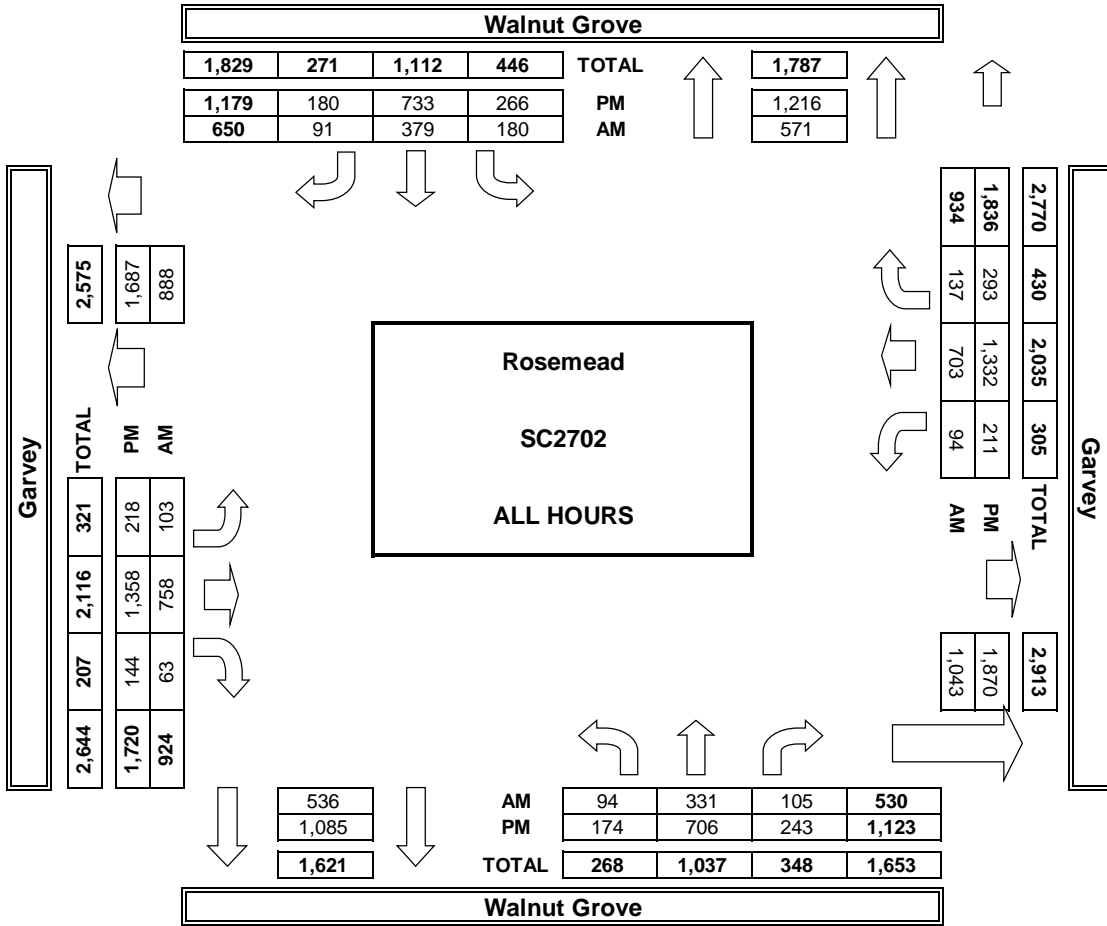 Walnut Grove
1,829 271 1,112 446 TOTAL 1,787
1,179 180 733 266 PM 1,216
650 91 379 180 AM 571
Garvey
2,575
1,687
888
TOTAL 321 2,116 207 2,644
PM 218 1,358 144 1,720
AM 103 758 63 924
Rosemead
SC2702
ALL HOURS
2,770 430 2,035 305 TOTAL 2,913
1,836 293 1,332 211 PM 1,870
934 137 703 94 AM 1,043
Garvey
536 AM 94 331 105 530
1,085 PM 174 706 243 1,123
1,621 TOTAL 268 1,037 348 1,653
Walnut Grove